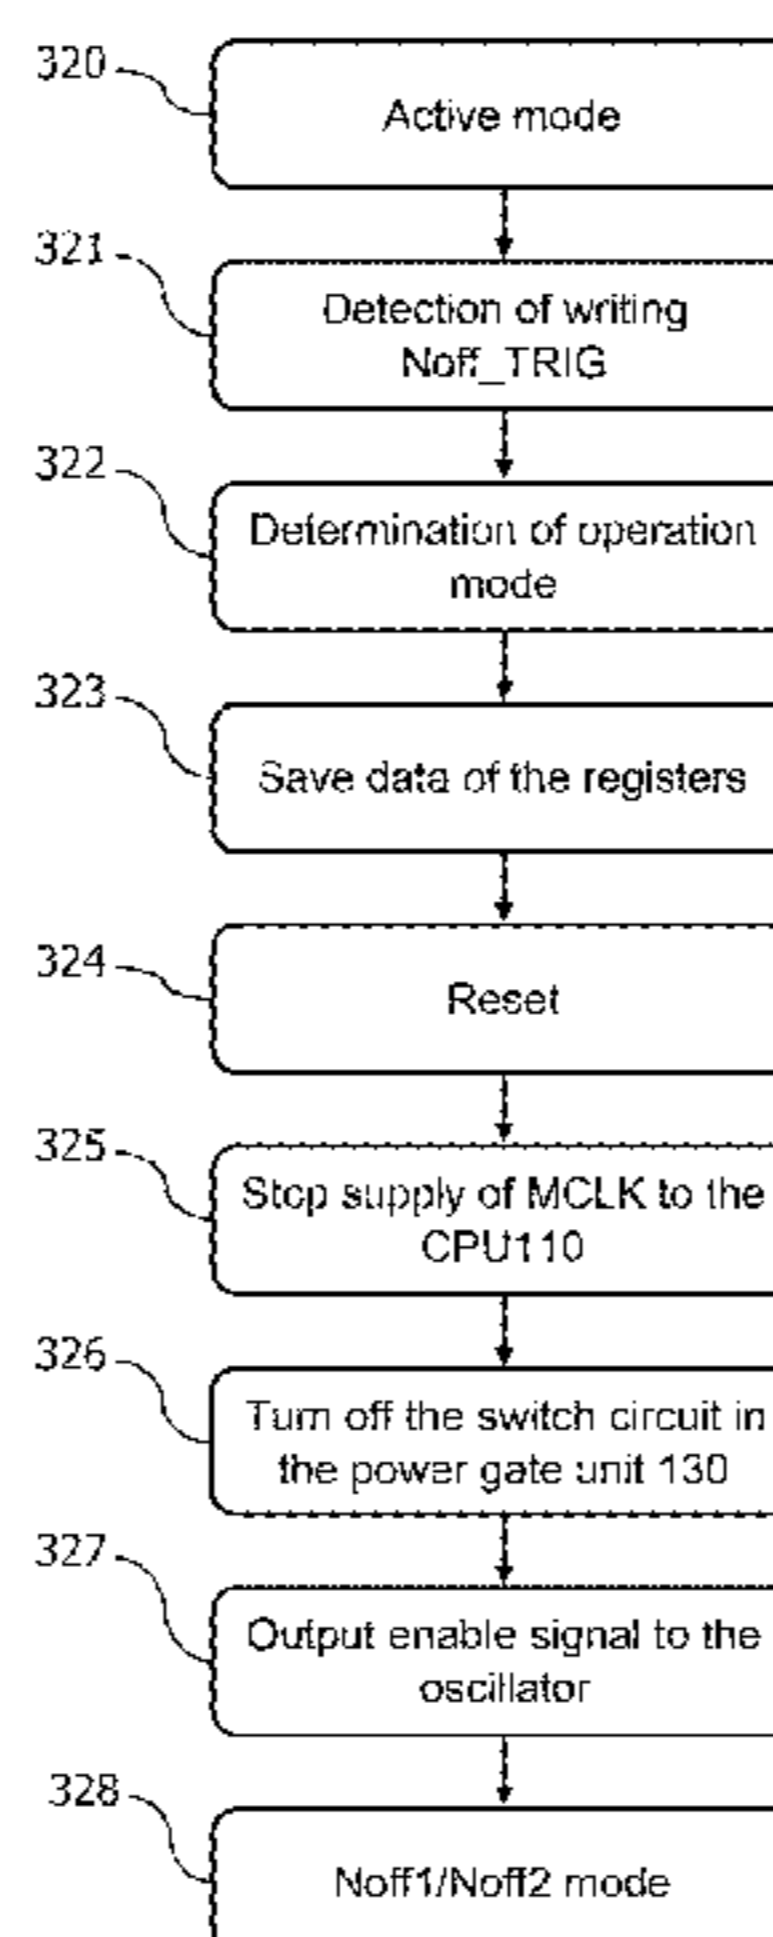 320
Active mode
321
Detection of writing
Noff_TRIG
322
Determination of operation
mode
323
Save data of the registers
324
Reset
325
Stop supply of MCLK to the
CPU110
326
Turn off the switch circuit in
the power gate unit 130
327
Output enable signal to the
oscillator
328
Noff1/Noff2 mode